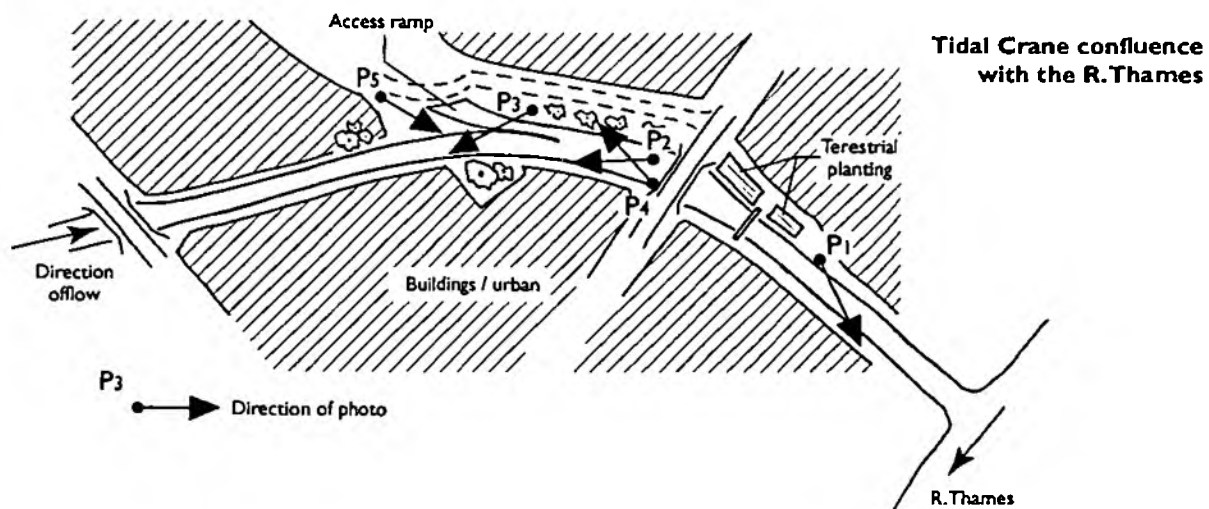 Access ramp
Tidal Crane confluence
with the R.Thames
P5
P3
P2
P4
Terrestrial
planting
P1
Direction
offlow
Buildings / urban
P3
Direction of photo
R.Thames